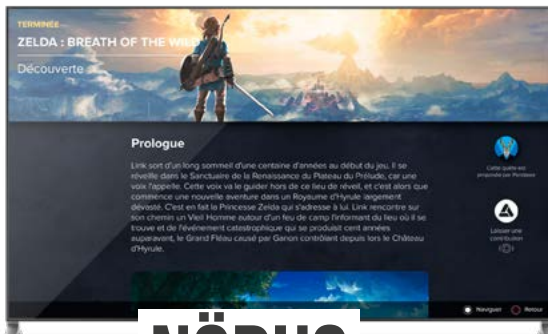 TERMINÉE
ZELDA : BREATH OF THE WILD
Découverte
Prologue
Link sort d'un long sommeil d'une centaine d'années au début du jeu. Il se
réveille dans le Sanctuaire de la Renaissance du Plateau du Prélude, car une
voix l'appelle. Cette voix va le guider hors de ce lieu de réveil, et c'est alors que
commence une nouvelle aventure dans un Royaume d'Hyrule largement
dévasté. C'est en fait la Princesse Zelda qui s'adresse à lui. Link rencontre sur
son chemin un Vieil Homme autour d'un feu de camp l'informant du lieu où il se
trouve et de l'événement catastrophique qui se produisit cent années
auparavant, le Grand Fléau causé par Ganon contrôlant depuis lors le Château
d'Hyrule.
Cette quête est
proposée par
Laisser une
contribution
Naviguer
Retour